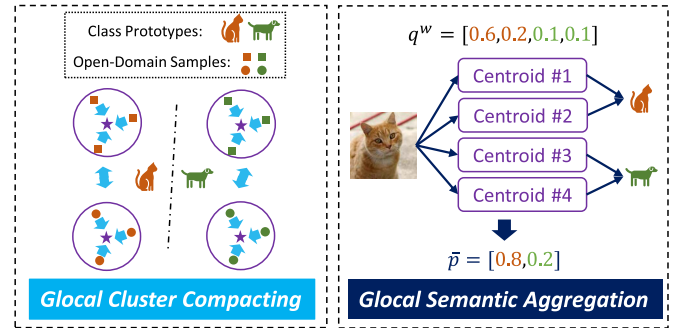 Class Prototypes:
Open-Domain Samples:
Glocal Cluster Compacting
q^w = [0.6,0.2,0.1,0.1]
Centroid #1
Centroid #2
Centroid #3
Centroid #4
p̄ = [0.8,0.2]
Glocal Semantic Aggregation